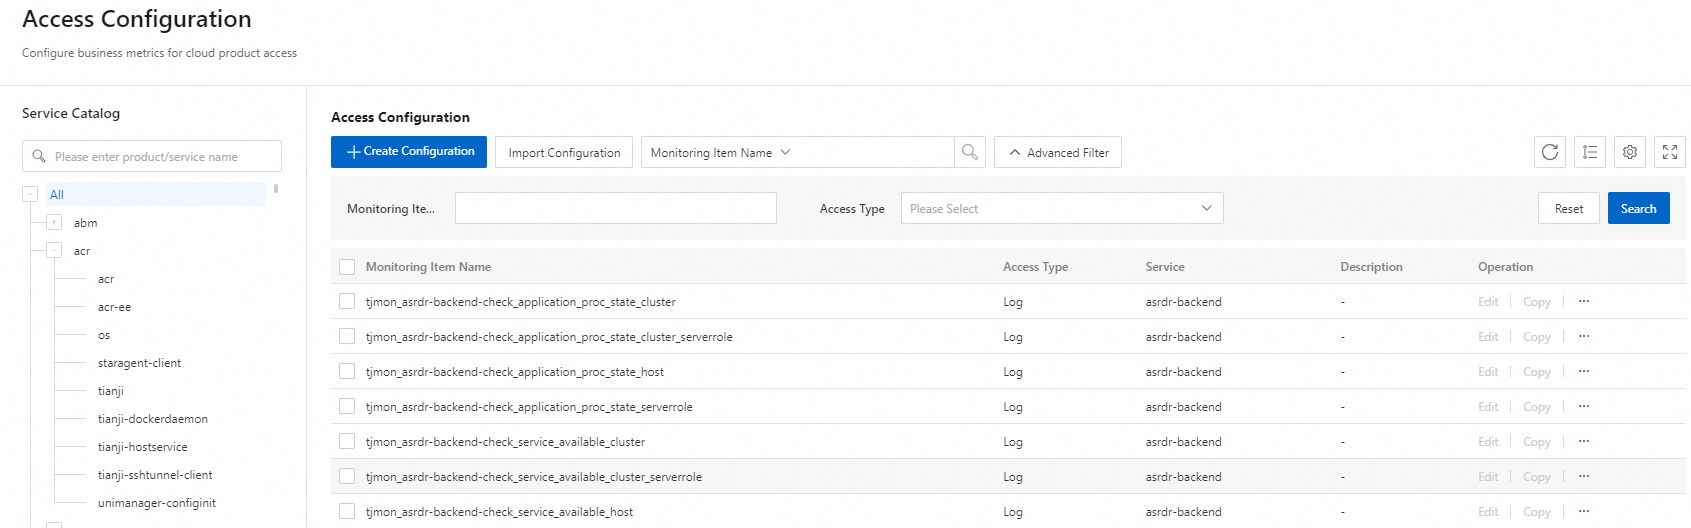 Access Configuration
Configure business metrics for cloud product access
Service Catalog
Please enter product/service name
All
abm
acr
acr
acr-ee
os
staragent-client
tianji
tianji-dockerdaemon
tianji-hostservice
tianji-sshtunnel-client
unimanager-configinit
Access Configuration
Create Configuration Import Configuration Monitoring Item Name Advanced Filter
Monitoring Ite... Access Type Please Select Reset Search
Monitoring Item Name Access Type Service Description Operation
tjmon_asrdr-backend-check_application_proc_state_cluster Log asrdr-backend - Edit Copy ...
tjmon_asrdr-backend-check_application_proc_state_cluster_serverrole Log asrdr-backend - Edit Copy ...
tjmon_asrdr-backend-check_application_proc_state_host Log asrdr-backend - Edit Copy ...
tjmon_asrdr-backend-check_application_proc_state_serverrole Log asrdr-backend - Edit Copy ...
tjmon_asrdr-backend-check_service_available_cluster Log asrdr-backend - Edit Copy ...
tjmon_asrdr-backend-check_service_available_cluster_serverrole Log asrdr-backend - Edit Copy ...
tjmon_asrdr-backend-check_service_available_host Log asrdr-backend - Edit Copy ...